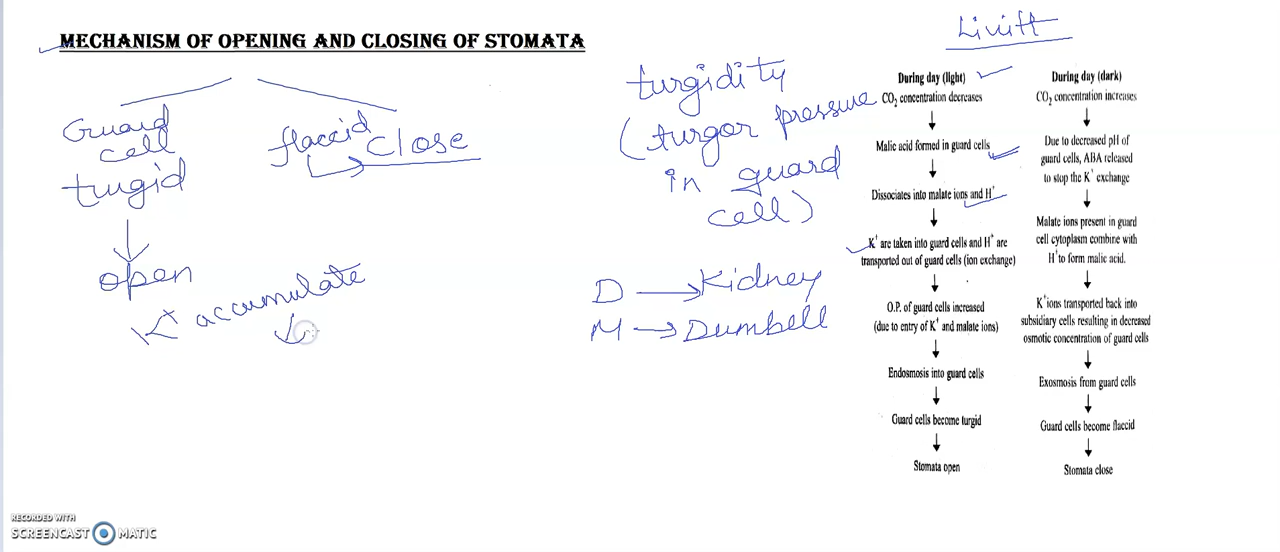 MECHANISM OF OPENING AND CLOSING OF STOMATA
Guard
cell
turgid
open
flaccid
Close
K+ accumulate
turgidity
(turgor pressure
in guard
cell)
D → Kidney
M → Dumbell
During day (light)
CO₂ concentration decreases
Malic acid formed in guard cells
Dissociates into malate ions and H⁺
K⁺ are taken into guard cells and H⁺ are
transported out of guard cells (ion exchange)
O.P. of guard cells increased
(due to entry of K⁺ and malate ions)
Endosmosis into guard cells
Guard cells become turgid
Stomata open
During day (dark)
CO₂ concentration increases
Due to decreased pH of
guard cells, ABA released
to stop the K⁺ exchange
Malate ions present in guard
cell cytoplasm combine with
H⁺to form malic acid.
K⁺ions transported back into
subsidiary cells resulting in decreased
osmotic concentration of guard cells
Exosmosis from guard cells
Guard cells become flaccid
Stomata close
RECORDED WITH
SCREENCAST MATIC